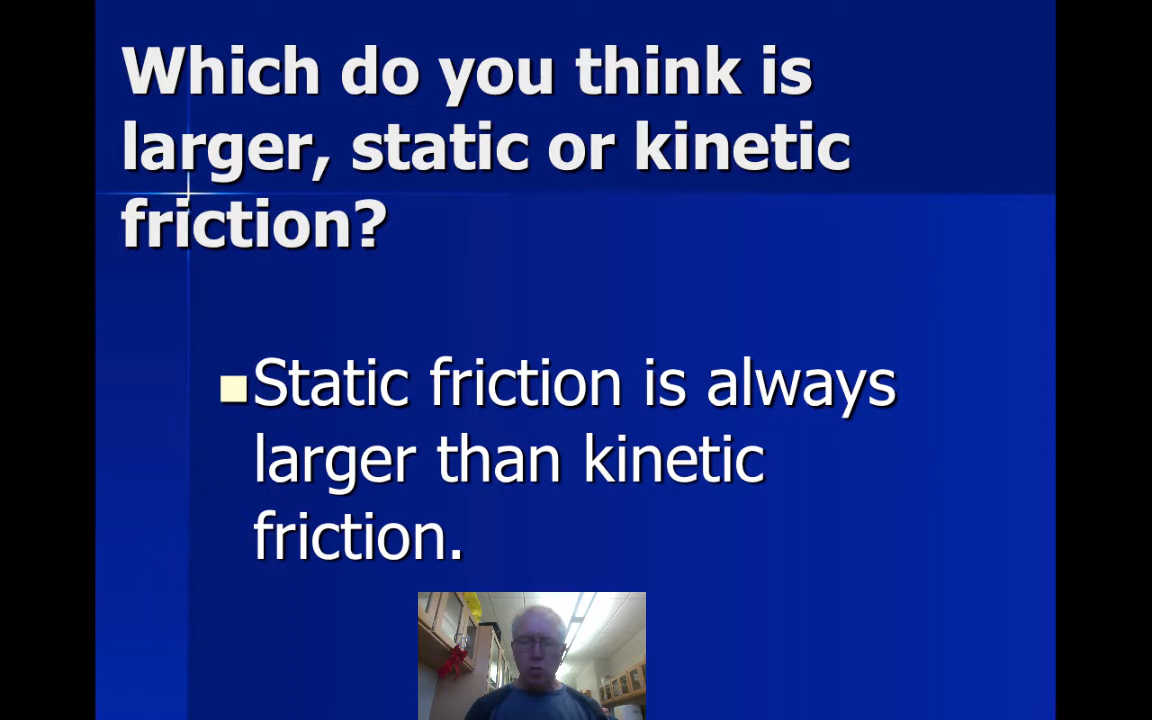 Which do you think is
larger, static or kinetic
friction?
Static friction is always
larger than kinetic
friction.